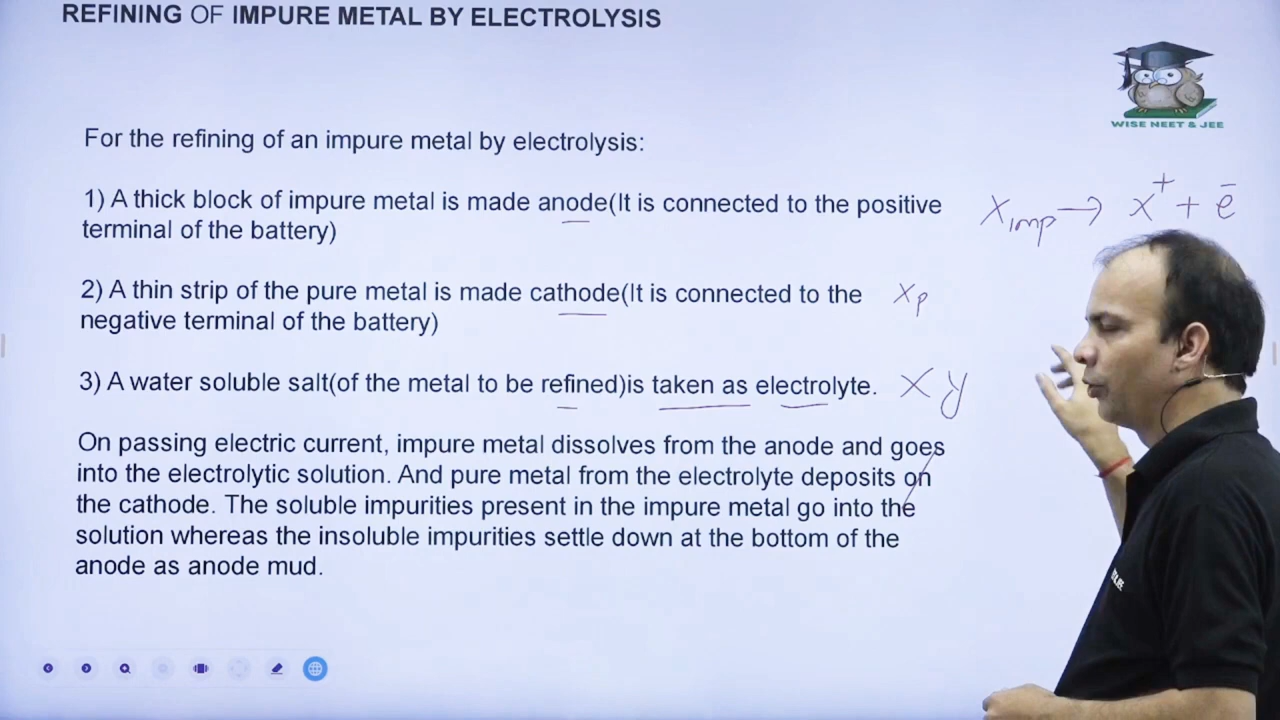 REFINING OF IMPURE METAL BY ELECTROLYSIS
WISE NEET & JEE
For the refining of an impure metal by electrolysis:
1) A thick block of impure metal is made anode(It is connected to the positive
terminal of the battery)
X imp → X⁺ + ē
2) A thin strip of the pure metal is made cathode(It is connected to the
negative terminal of the battery)
Xp
3) A water soluble salt(of the metal to be refined)is taken as electrolyte.
Xy
On passing electric current, impure metal dissolves from the anode and goes
into the electrolytic solution. And pure metal from the electrolyte deposits on
the cathode. The soluble impurities present in the impure metal go into the
solution whereas the insoluble impurities settle down at the bottom of the
anode as anode mud.